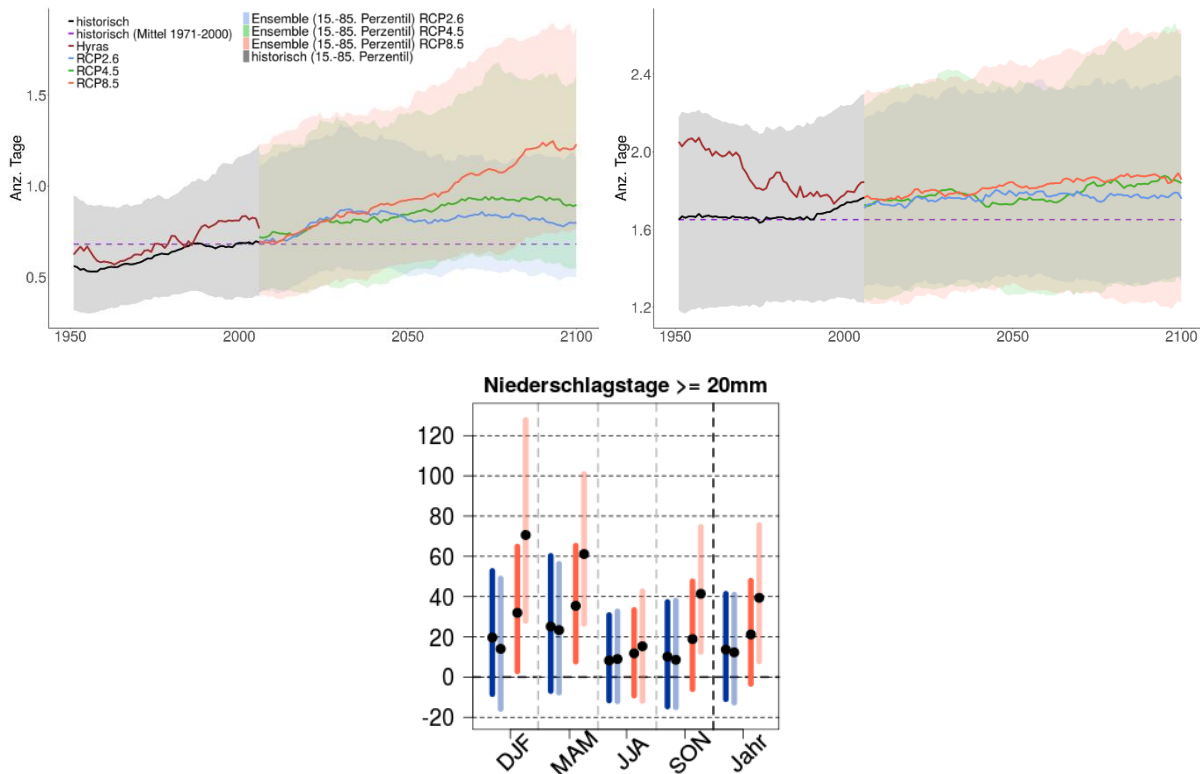 historisch
historisch (Mittel 1971-2000)
Hyras
RCP2.6
RCP4.5
RCP8.5
Ensemble (15.-85. Perzentil) RCP2.6
Ensemble (15.-85. Perzentil) RCP4.5
Ensemble (15.-85. Perzentil) RCP8.5
historisch (15.-85. Perzentil)
Anz. Tage
1.5
1.0
0.5
1950
2000
2050
2100
Anz. Tage
2.4
2.0
1.6
1.2
1950
2000
2050
2100
Niederschlagstage >= 20mm
120
100
80
60
40
20
0
-20
DJF
MAM
JJA
SON
Jahr